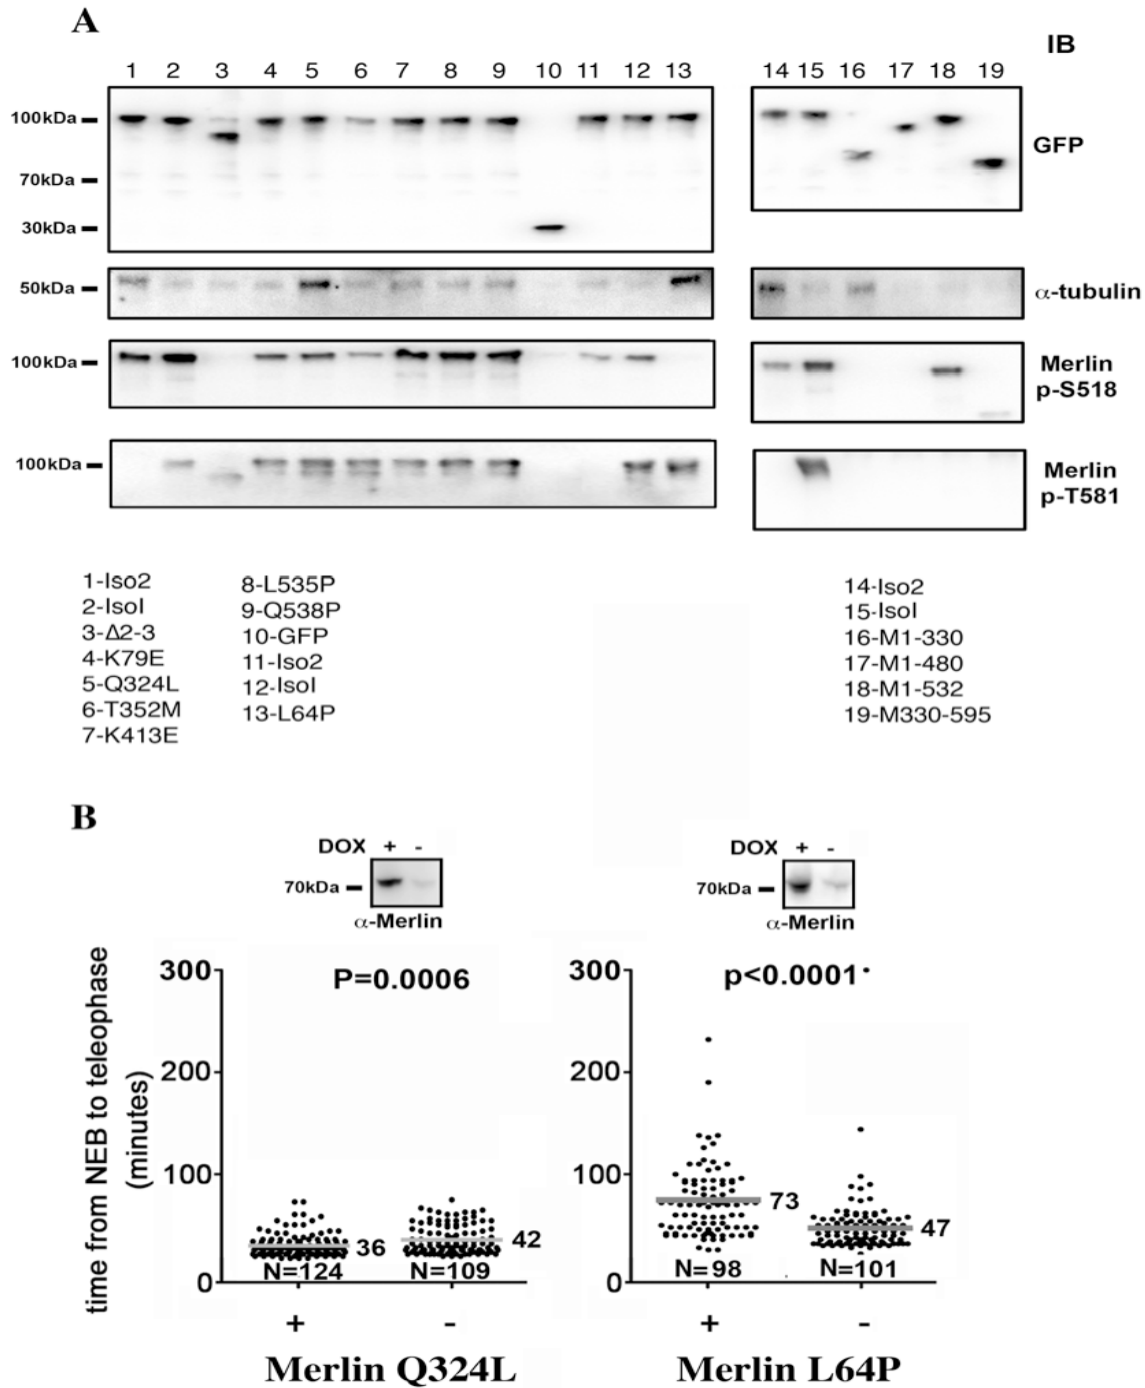 A
IB
1 2 3 4 5 6 7 8 9 10 11 12 13 14 15 16 17 18 19
100kDa
70kDa
30kDa
GFP
50kDa
α-tubulin
100kDa
Merlin
p-S518
100kDa
Merlin
p-T581
1-Iso2
2-IsoI
3-Δ2-3
4-K79E
5-Q324L
6-T352M
7-K413E
8-L535P
9-Q538P
10-GFP
11-Iso2
12-IsoI
13-L64P
14-Iso2
15-IsoI
16-M1-330
17-M1-480
18-M1-532
19-M330-595
B
DOX + -
70kDa
α-Merlin
DOX + -
70kDa
α-Merlin
time from NEB to teleophase
(minutes)
300
200
100
0
P=0.0006
36
42
N=124
N=109
+ -
Merlin Q324L
300
200
100
0
p<0.0001
73
47
N=98
N=101
+ -
Merlin L64P